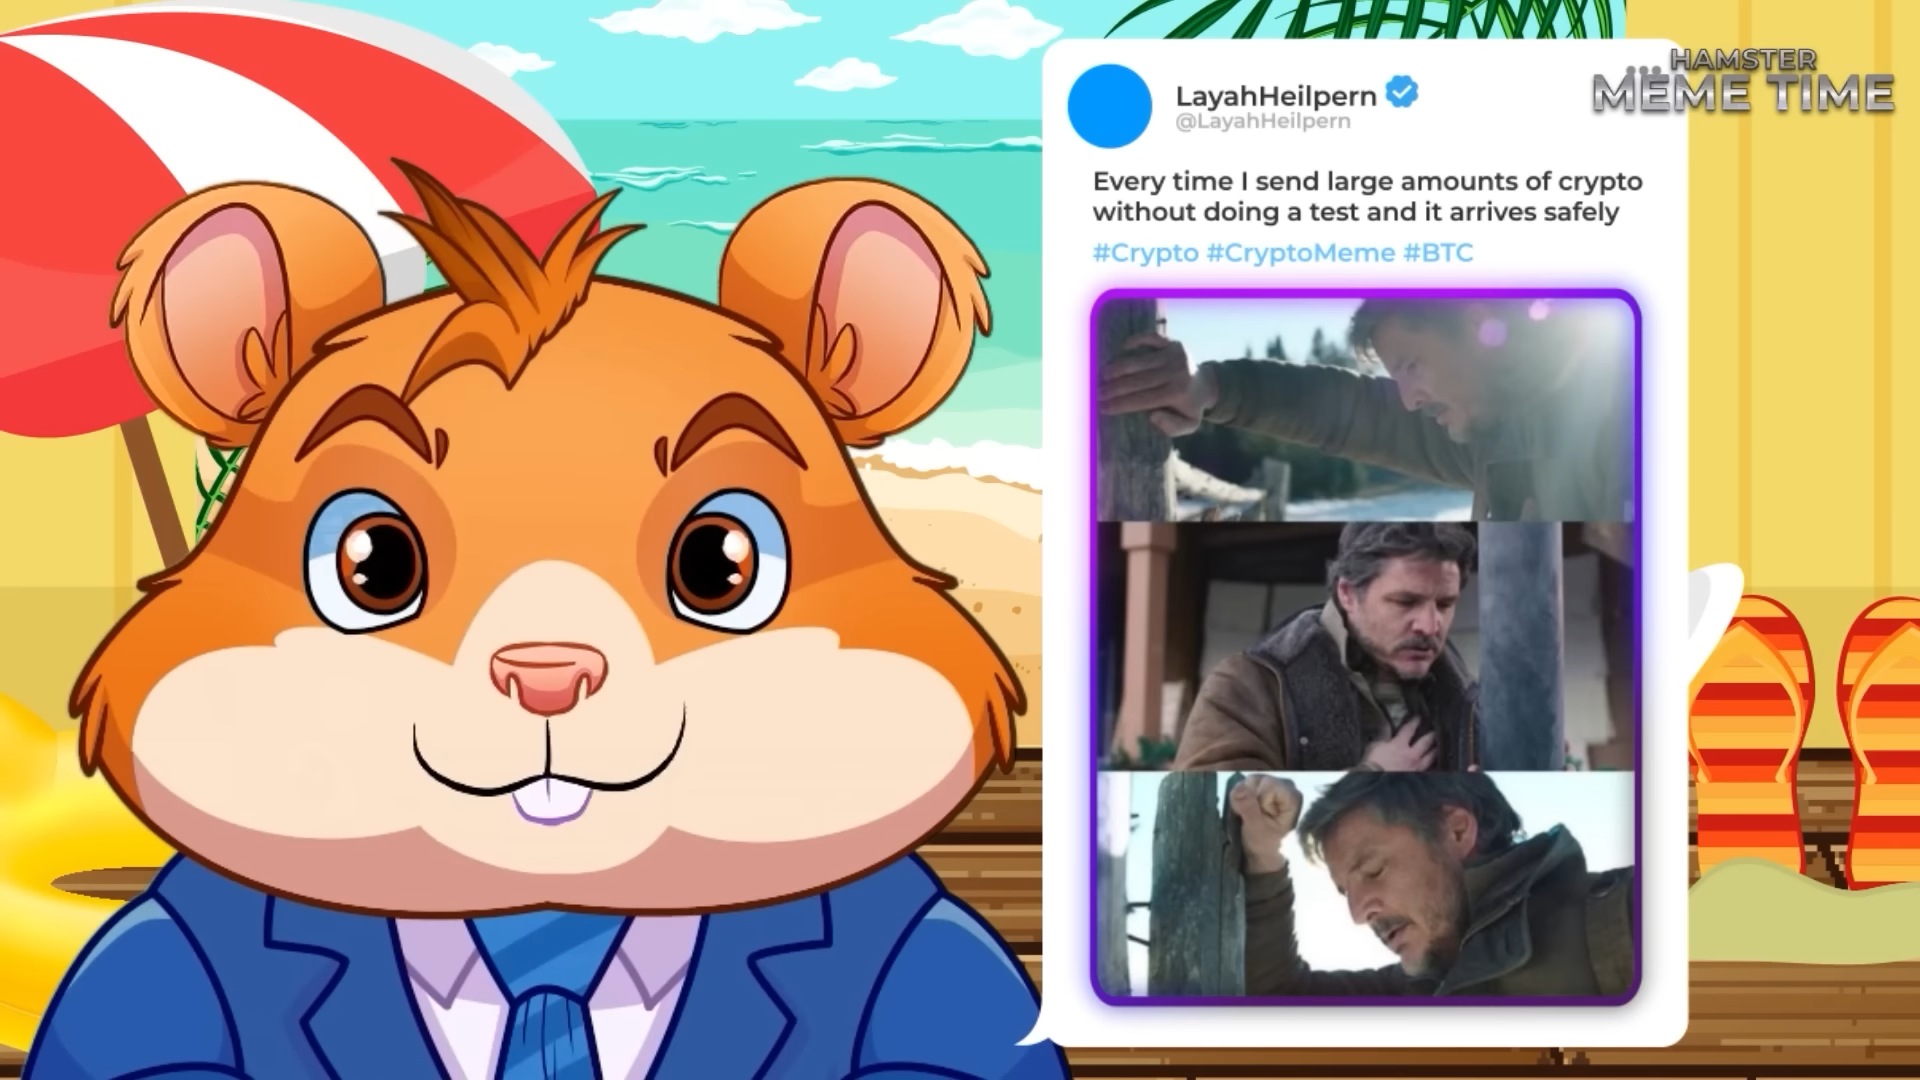 HAMSTER
MEME TIME
LayahHeilpern
@LayahHeilpern
Every time I send large amounts of crypto
without doing a test and it arrives safely
#Crypto #CryptoMeme #BTC